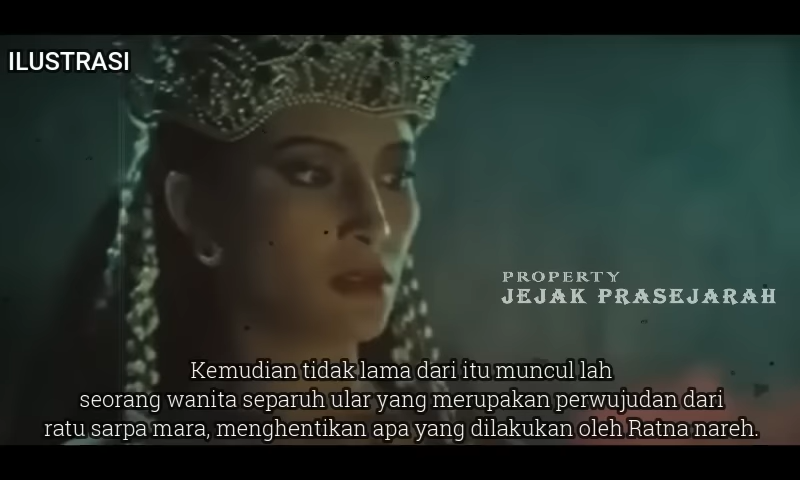 ILUSTRASI
PROPERTY
JEJAK PRASEJARAH
Kemudian tidak lama dari itu muncul lah
seorang wanita separuh ular yang merupakan perwujudan dari
ratu sarpa mara, menghentikan apa yang dilakukan oleh Ratna nareh.